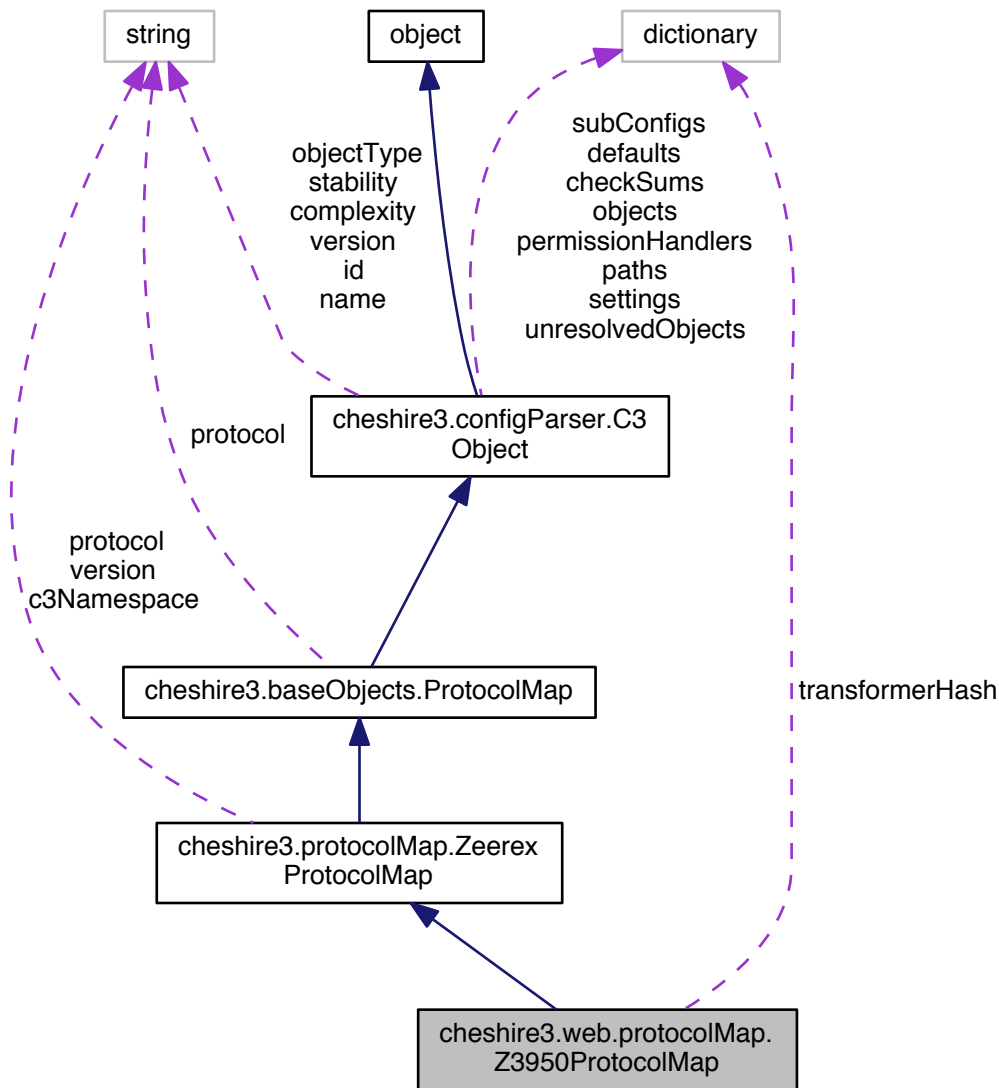 string
object
dictionary
objectType
stability
complexity
version
id
name
subConfigs
defaults
checkSums
objects
permissionHandlers
paths
settings
unresolvedObjects
cheshire3.configParser.C3
Object
protocol
protocol
version
c3Namespace
cheshire3.baseObjects.ProtocolMap
transformerHash
cheshire3.protocolMap.Zeerex
ProtocolMap
cheshire3.web.protocolMap.
Z3950ProtocolMap